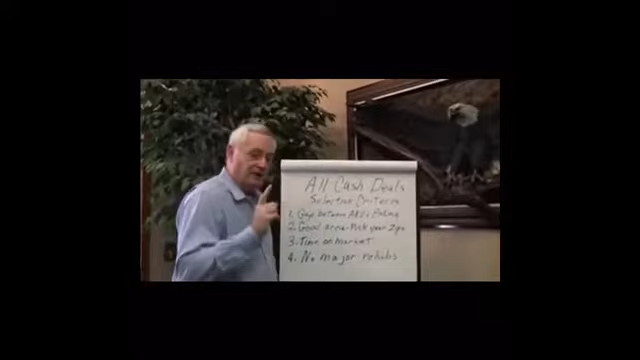 All Cash Deals
Selection Criteria
1. Gap between ARV & Asking
2. Good area - Pick your Zips
3. Time on market
4. No major rehabs